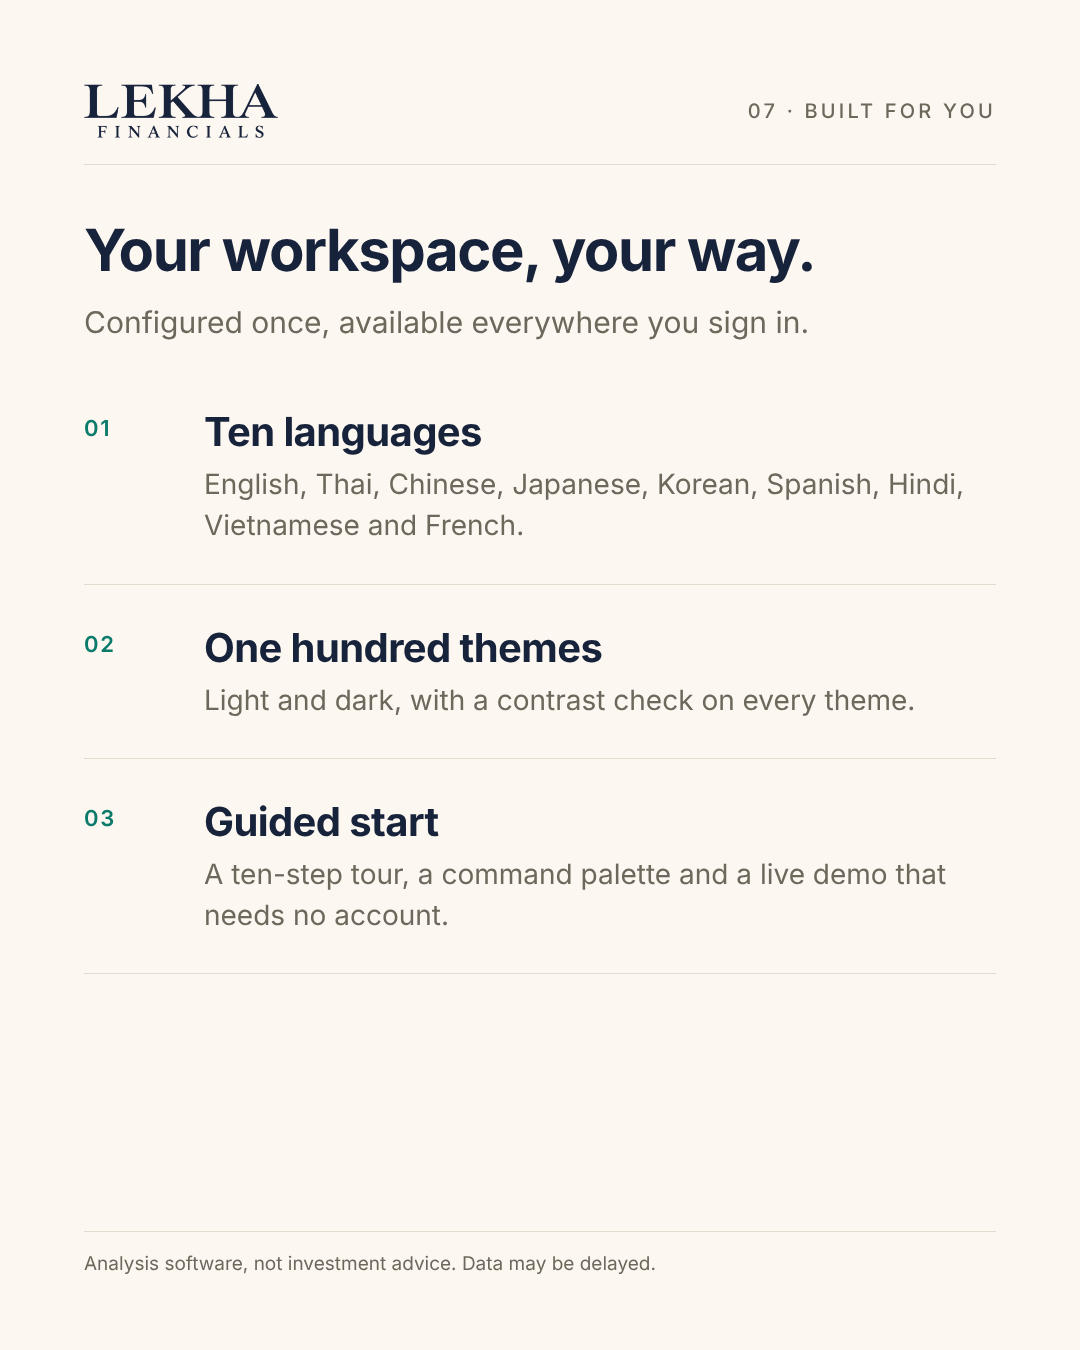 LEKHA
FINANCIALS
07 · BUILT FOR YOU
Your workspace, your way.
Configured once, available everywhere you sign in.
01
Ten languages
English, Thai, Chinese, Japanese, Korean, Spanish, Hindi,
Vietnamese and French.
02
One hundred themes
Light and dark, with a contrast check on every theme.
03
Guided start
A ten-step tour, a command palette and a live demo that
needs no account.
Analysis software, not investment advice. Data may be delayed.